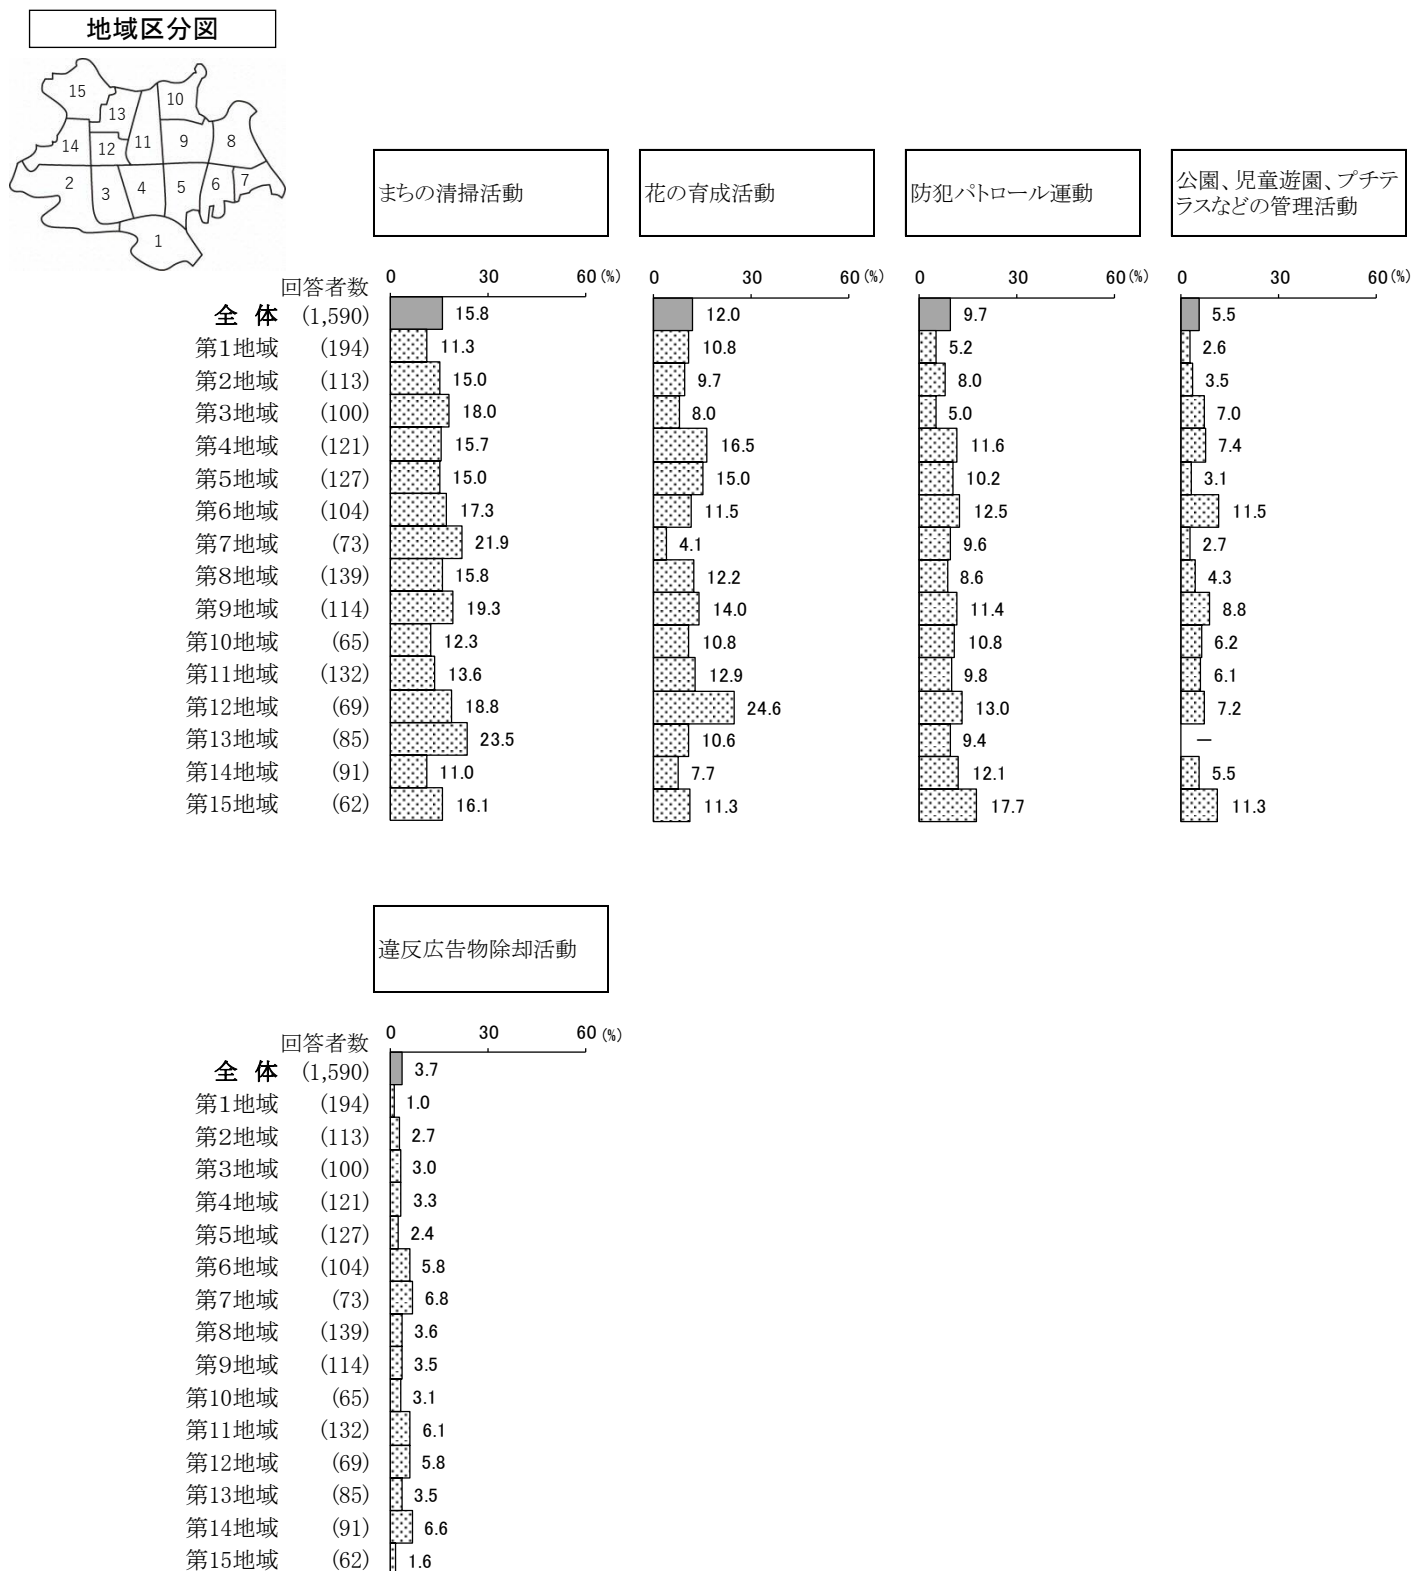 地域区分図
15
10
13
14
12
11
9
8
2
3
4
5
6
7
1
まちの清掃活動
花の育成活動
防犯パトロール運動
公園、児童遊園、プチテ
ラスなどの管理活動
回答者数 0 30 60 (%) 0 30 60 (%) 0 30 60 (%) 0 30 60 (%)
全 体 (1,590) 15.8 12.0 9.7 5.5
第1地域 (194) 11.3 10.8 5.2 2.6
第2地域 (113) 15.0 9.7 8.0 3.5
第3地域 (100) 18.0 8.0 5.0 7.0
第4地域 (121) 15.7 16.5 11.6 7.4
第5地域 (127) 15.0 15.0 10.2 3.1
第6地域 (104) 17.3 11.5 12.5 11.5
第7地域 (73) 21.9 4.1 9.6 2.7
第8地域 (139) 15.8 12.2 8.6 4.3
第9地域 (114) 19.3 14.0 11.4 8.8
第10地域 (65) 12.3 10.8 10.8 6.2
第11地域 (132) 13.6 12.9 9.8 6.1
第12地域 (69) 18.8 24.6 13.0 7.2
第13地域 (85) 23.5 10.6 9.4 ―
第14地域 (91) 11.0 7.7 12.1 5.5
第15地域 (62) 16.1 11.3 17.7 11.3
違反広告物除却活動
回答者数 0 30 60 (%)
全 体 (1,590) 3.7
第1地域 (194) 1.0
第2地域 (113) 2.7
第3地域 (100) 3.0
第4地域 (121) 3.3
第5地域 (127) 2.4
第6地域 (104) 5.8
第7地域 (73) 6.8
第8地域 (139) 3.6
第9地域 (114) 3.5
第10地域 (65) 3.1
第11地域 (132) 6.1
第12地域 (69) 5.8
第13地域 (85) 3.5
第14地域 (91) 6.6
第15地域 (62) 1.6